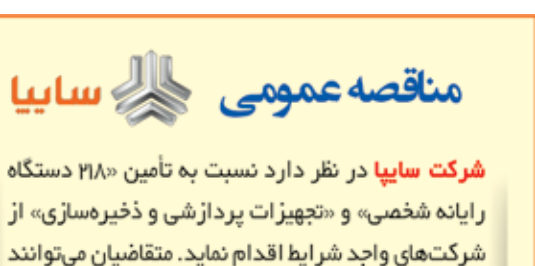 مناقصه عمومی سایپا
شرکت سایپا در نظر دارد نسبت به تأمین «۲۱۸ دستگاه
رایانه شخصی» و «تجهیزات پردازشی و ذخیره‌سازی» از
شرکت‌های واجد شرایط اقدام نماید. متقاضیان می‌توانند